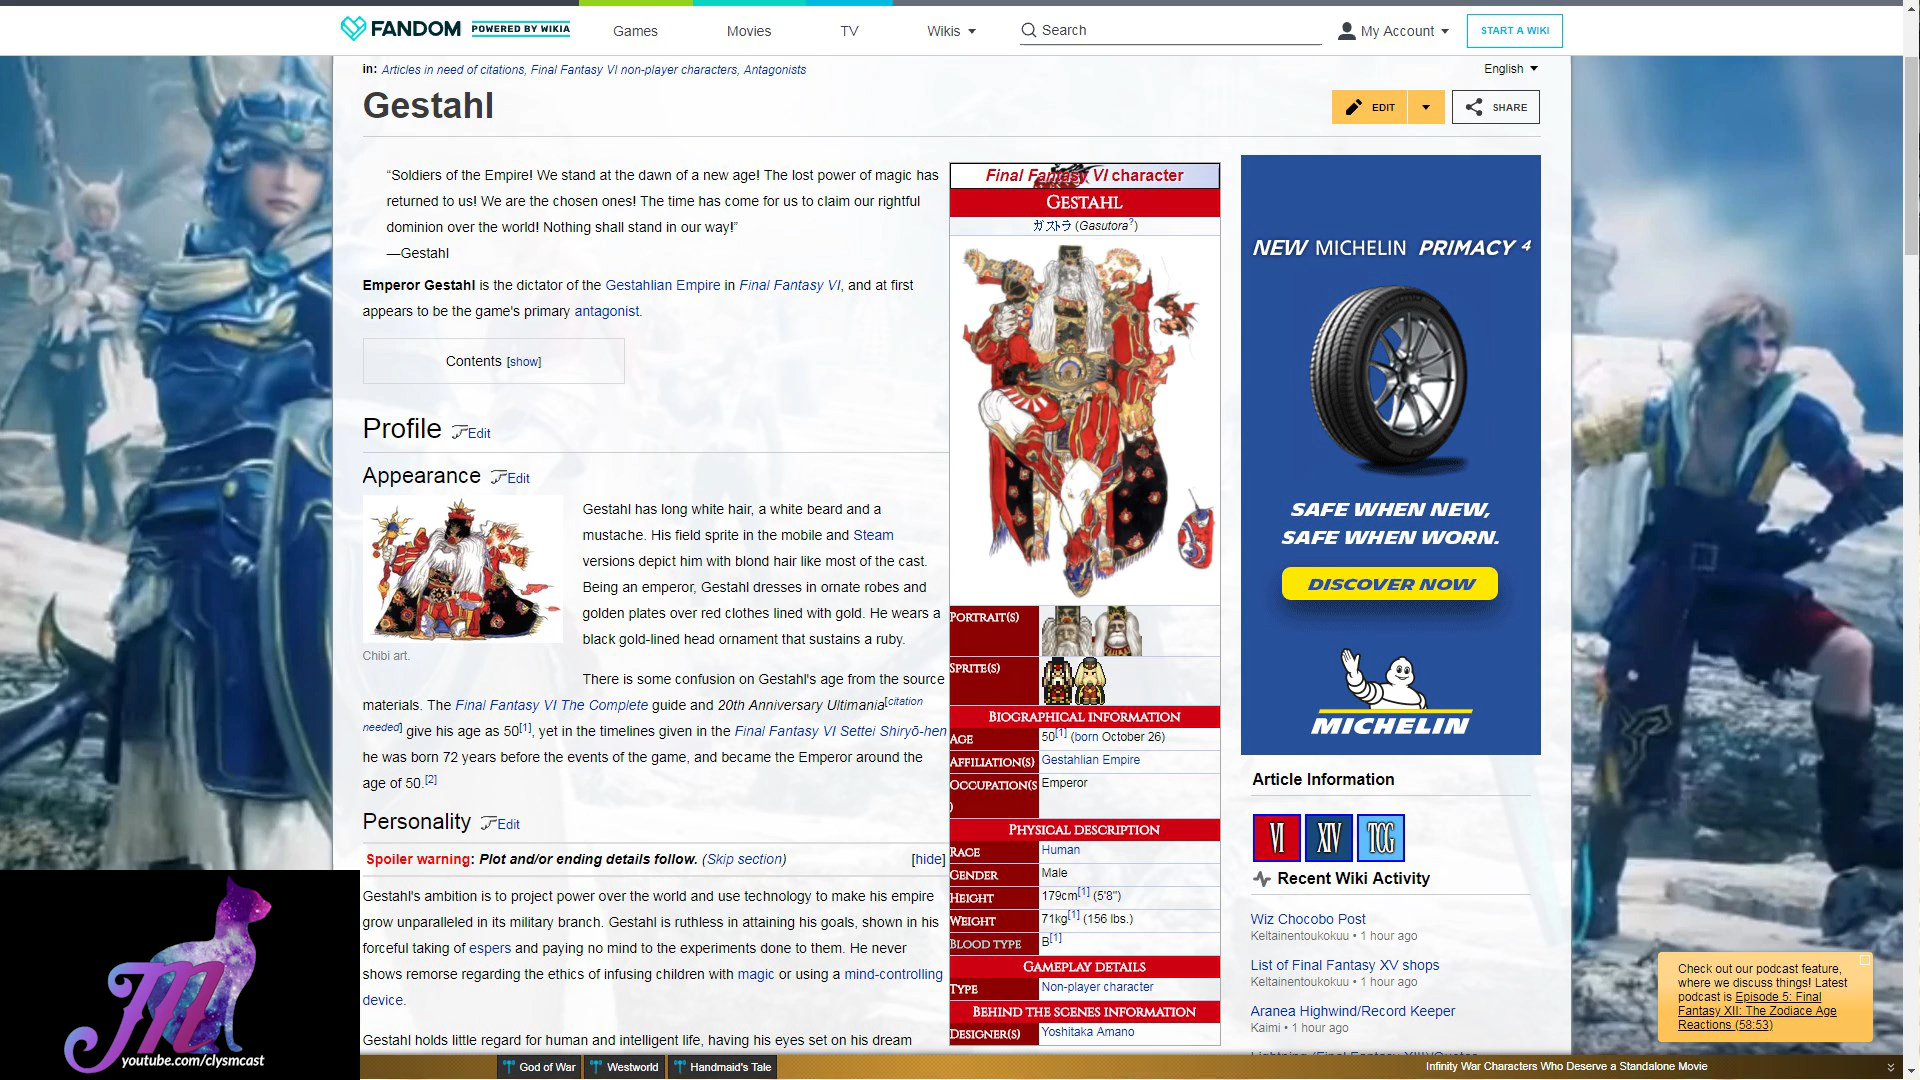 FANDOM POWERED BY WIKIA
Games
Movies
TV
Wikis
Search
My Account
START A WIKI
in: Articles in need of citations, Final Fantasy VI non-player characters, Antagonists
English
Gestahl
EDIT
SHARE
“Soldiers of the Empire! We stand at the dawn of a new age! The lost power of magic has
returned to us! We are the chosen ones! The time has come for us to claim our rightful
dominion over the world! Nothing shall stand in our way!”
—Gestahl
Emperor Gestahl is the dictator of the Gestahlian Empire in Final Fantasy VI, and at first
appears to be the game's primary antagonist.
Contents [show]
Profile Edit
Appearance Edit
Gestahl has long white hair, a white beard and a
mustache. His field sprite in the mobile and Steam
versions depict him with blond hair like most of the cast.
Being an emperor, Gestahl dresses in ornate robes and
golden plates over red clothes lined with gold. He wears a
black gold-lined head ornament that sustains a ruby.
Chibi art.
There is some confusion on Gestahl's age from the source
materials. The Final Fantasy VI The Complete guide and 20th Anniversary Ultimania[citation
needed] give his age as 50[1], yet in the timelines given in the Final Fantasy VI Settei Shiryō-hen
he was born 72 years before the events of the game, and became the Emperor around the
age of 50.[2]
Personality Edit
Spoiler warning: Plot and/or ending details follow. (Skip section) [hide]
Gestahl's ambition is to project power over the world and use technology to make his empire
grow unparalleled in its military branch. Gestahl is ruthless in attaining his goals, shown in his
forceful taking of espers and paying no mind to the experiments done to them. He never
shows remorse regarding the ethics of infusing children with magic or using a mind-controlling
device.
Gestahl holds little regard for human and intelligent life, having his eyes set on his dream
Final Fantasy VI character
GESTAHL
ガストラ (Gasutora?)
PORTRAIT(S)
SPRITE(S)
BIOGRAPHICAL INFORMATION
AGE 50[1] (born October 26)
AFFILIATION(S) Gestahlian Empire
OCCUPATION(S) Emperor
PHYSICAL DESCRIPTION
RACE Human
GENDER Male
HEIGHT 179cm[1] (5'8")
WEIGHT 71kg[1] (156 lbs.)
BLOOD TYPE B[1]
GAMEPLAY DETAILS
TYPE Non-player character
BEHIND THE SCENES INFORMATION
DESIGNER(S) Yoshitaka Amano
NEW MICHELIN PRIMACY 4
SAFE WHEN NEW,
SAFE WHEN WORN.
DISCOVER NOW
MICHELIN
Article Information
VI
XIV
TCG
Recent Wiki Activity
Wiz Chocobo Post
Keltainentoukokuu • 1 hour ago
List of Final Fantasy XV shops
Keltainentoukokuu • 1 hour ago
Aranea Highwind/Record Keeper
Kaimi • 1 hour ago
Check out our podcast feature,
where we discuss things! Latest
podcast is Episode 5: Final
Fantasy XII: The Zodiace Age
Reactions (58:53)
JM
youtube.com/clysmcast
God of War
Westworld
Handmaid's Tale
Infinity War Characters Who Deserve a Standalone Movie